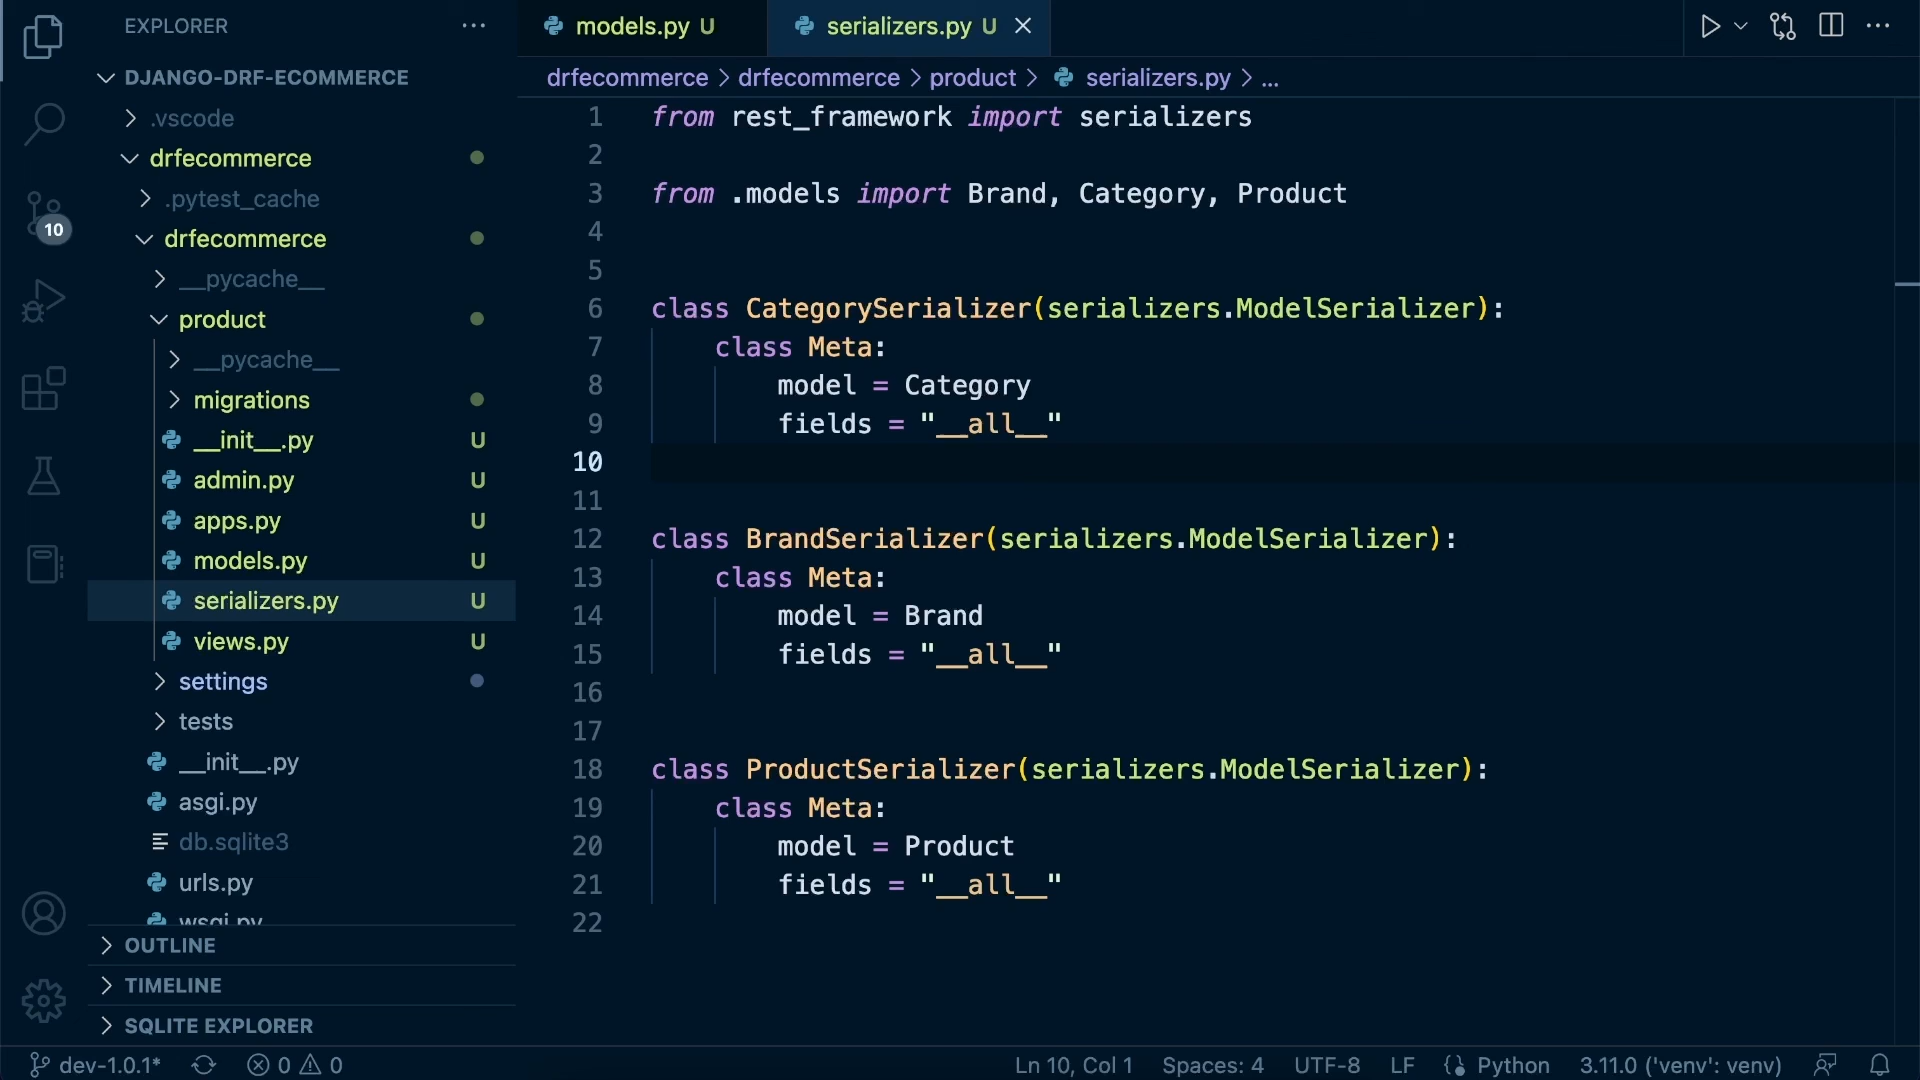 EXPLORER
DJANGO-DRF-ECOMMERCE
.vscode
drfecommerce
.pytest_cache
drfecommerce
__pycache__
product
__pycache__
migrations
__init__.py U
admin.py U
apps.py U
models.py U
serializers.py U
views.py U
settings
tests
__init__.py
asgi.py
db.sqlite3
urls.py
wsgi.py
OUTLINE
TIMELINE
SQLITE EXPLORER
10
models.py U
serializers.py U
drfecommerce > drfecommerce > product > serializers.py > ...
1 from rest_framework import serializers
2
3 from .models import Brand, Category, Product
4
5
6 class CategorySerializer(serializers.ModelSerializer):
7     class Meta:
8         model = Category
9         fields = "__all__"
10
11
12 class BrandSerializer(serializers.ModelSerializer):
13     class Meta:
14         model = Brand
15         fields = "__all__"
16
17
18 class ProductSerializer(serializers.ModelSerializer):
19     class Meta:
20         model = Product
21         fields = "__all__"
22
dev-1.0.1* 0 0 Ln 10, Col 1 Spaces: 4 UTF-8 LF Python 3.11.0 ('venv': venv)